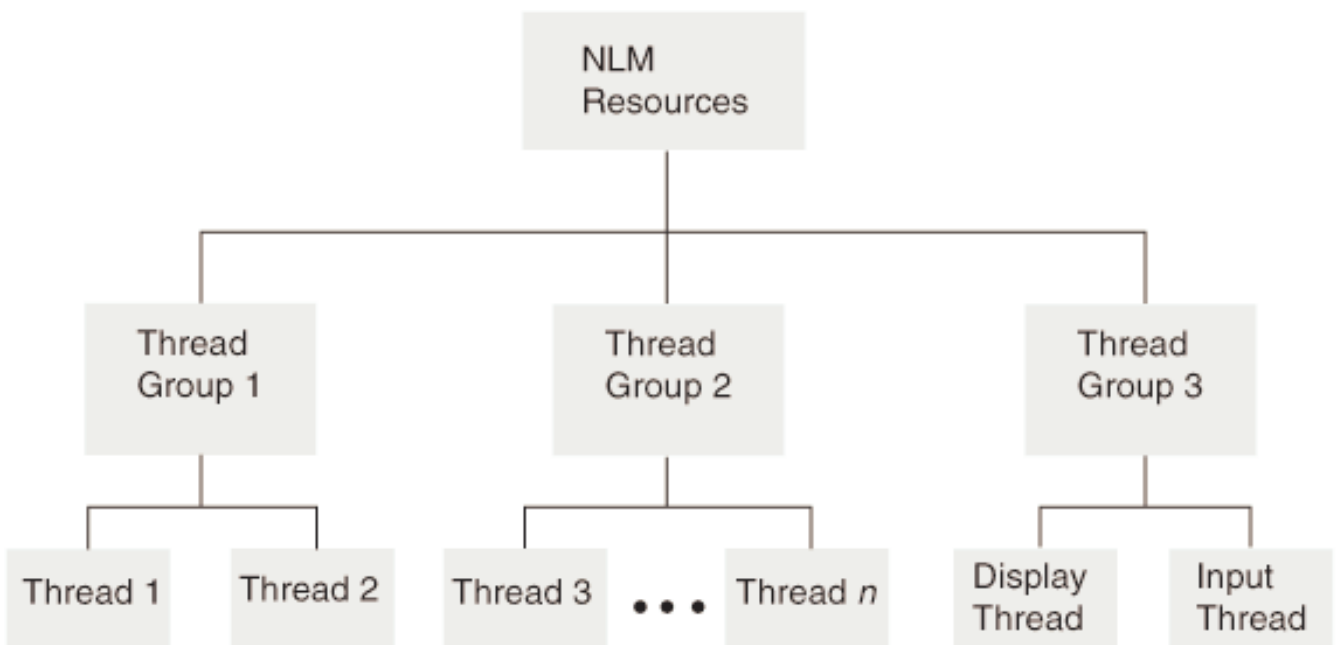 NLM
Resources
Thread
Group 1
Thread
Group 2
Thread
Group 3
Thread 1
Thread 2
Thread 3
•••
Thread n
Display
Thread
Input
Thread